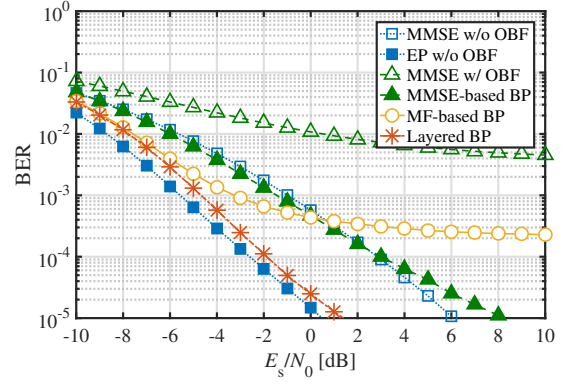 10^0
10^-1
10^-2
10^-3
10^-4
10^-5
BER
MMSE w/o OBF
EP w/o OBF
MMSE w/ OBF
MMSE-based BP
MF-based BP
Layered BP
-10 -8 -6 -4 -2 0 2 4 6 8 10
E_s/N_0 [dB]